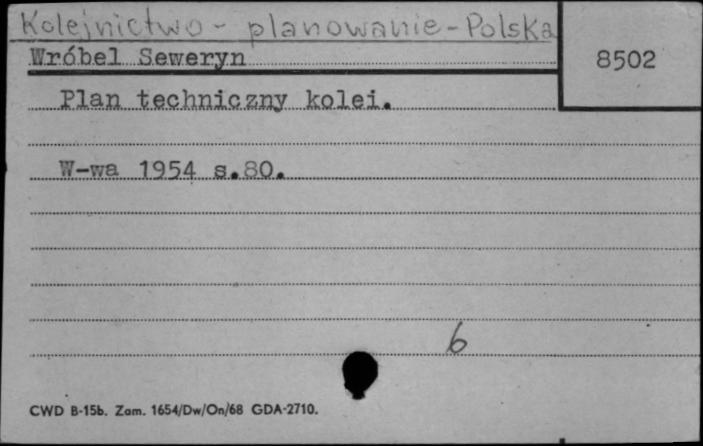 Kolejnictwo - planowanie - Polska
Wróbel Seweryn
8502
Plan techniczny kolei.
W-wa 1954 s.80.
6
CWD B-15b. Zam. 1654/Dw/On/68 GDA-2710.